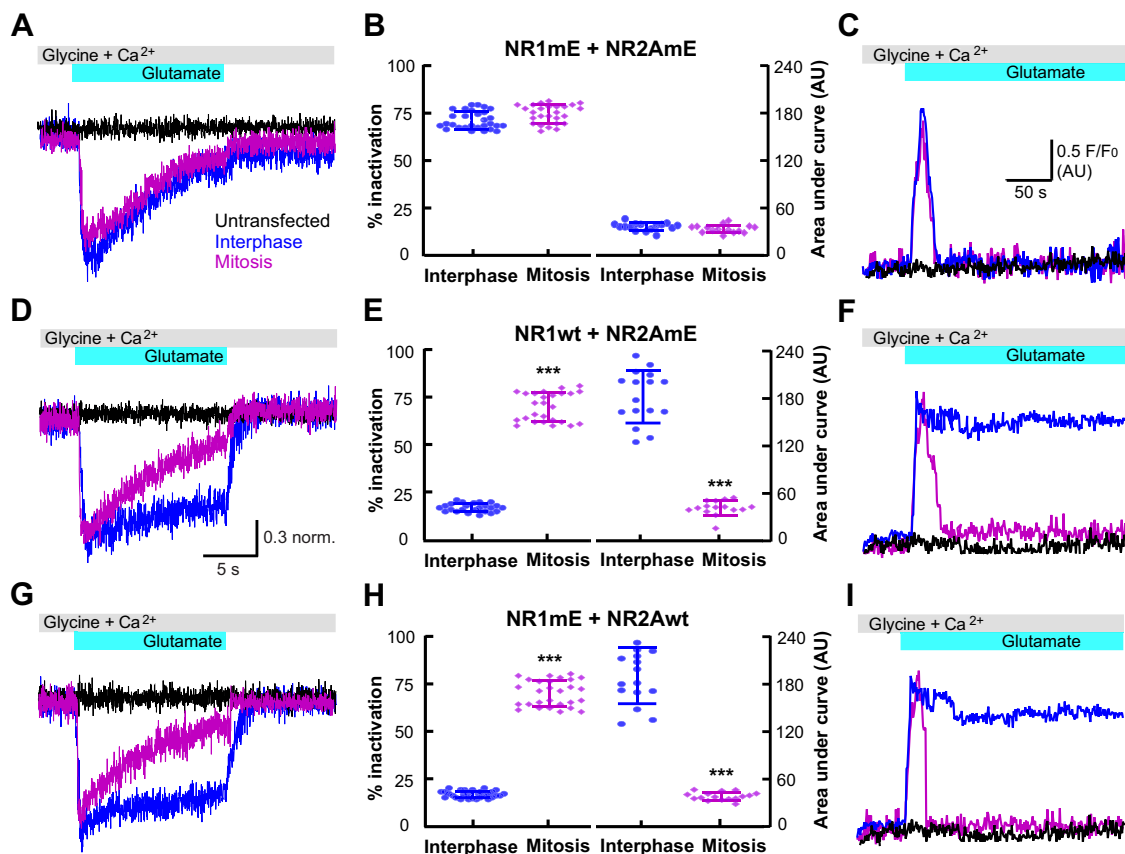 A
Glycine + Ca2+
Glutamate
Untransfected
Interphase
Mitosis
B
NR1mE + NR2AmE
% inactivation
100
75
50
25
0
240
180
120
60
0
Area under curve (AU)
Interphase Mitosis Interphase Mitosis
C
Glycine + Ca2+
Glutamate
0.5 F/F0
(AU)
50 s
D
Glycine + Ca2+
Glutamate
0.3 norm.
5 s
E
NR1wt + NR2AmE
% inactivation
100
75
50
25
0
***
***
240
180
120
60
0
Area under curve (AU)
Interphase Mitosis Interphase Mitosis
F
Glycine + Ca2+
Glutamate
G
Glycine + Ca2+
Glutamate
H
NR1mE + NR2Awt
% inactivation
100
75
50
25
0
***
***
240
180
120
60
0
Area under curve (AU)
Interphase Mitosis Interphase Mitosis
I
Glycine + Ca2+
Glutamate